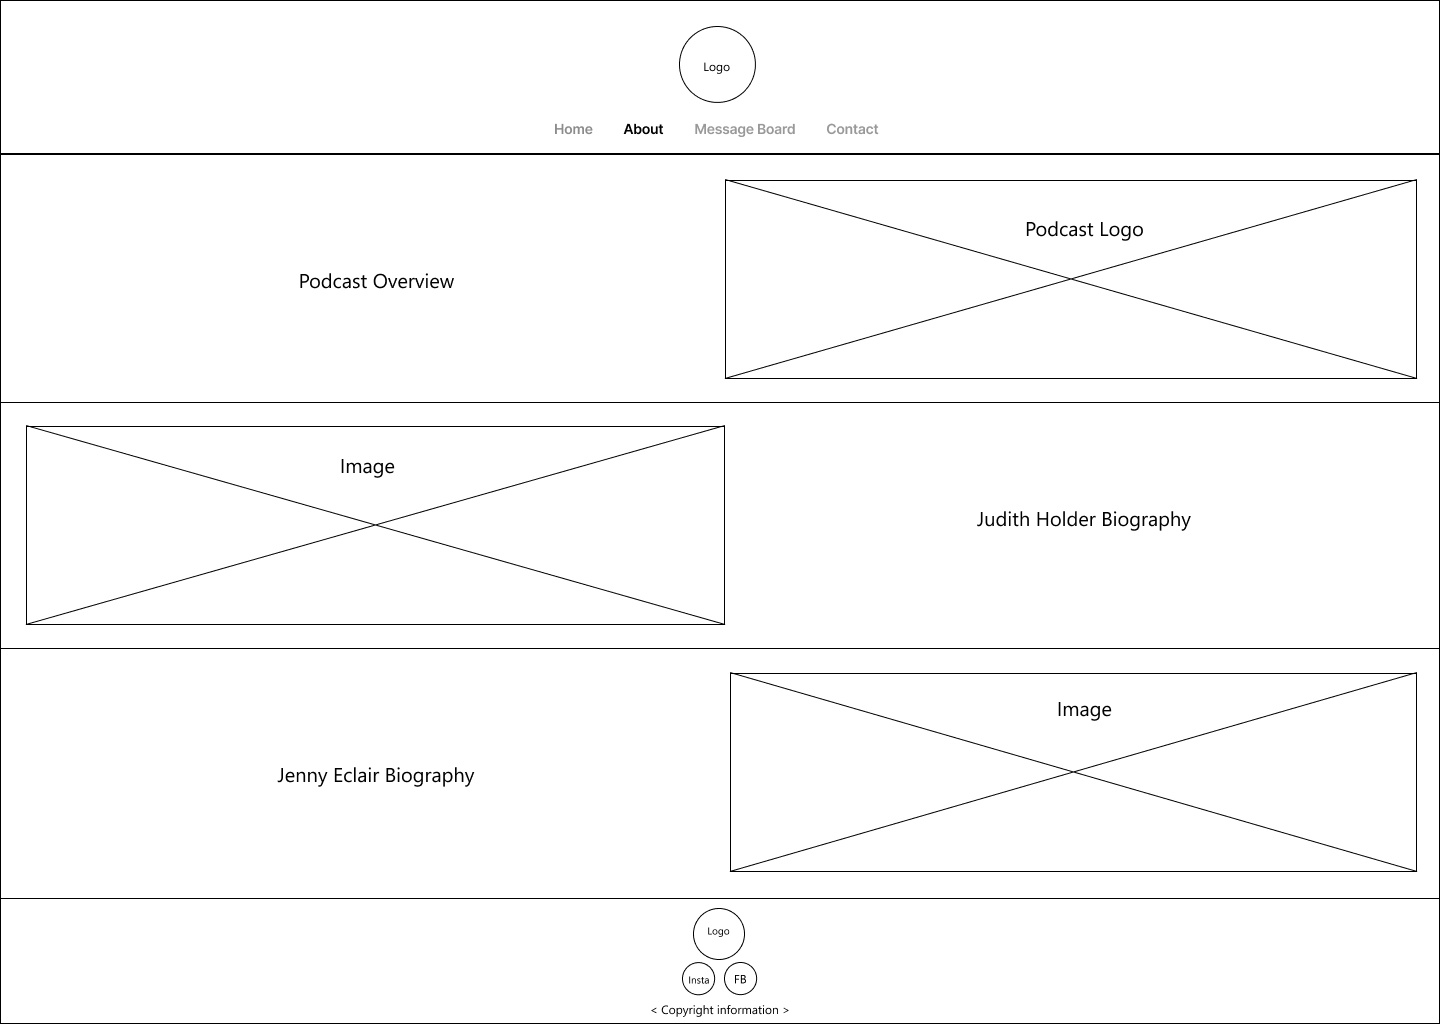 Logo
Home About Message Board Contact
Podcast Overview
Podcast Logo
Image
Judith Holder Biography
Jenny Eclair Biography
Image
Logo
Insta FB
< Copyright information >